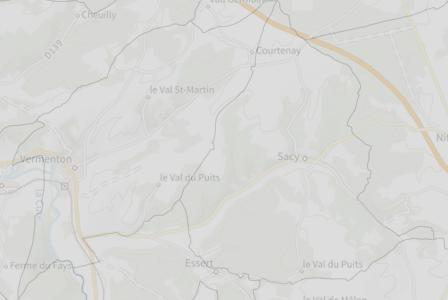 Cheuilly
D139
Courtenay
le Val St-Martin
Vermenton
Sacy
le Val du Puits
Essert
Ferme du Fays
le Val du Puits